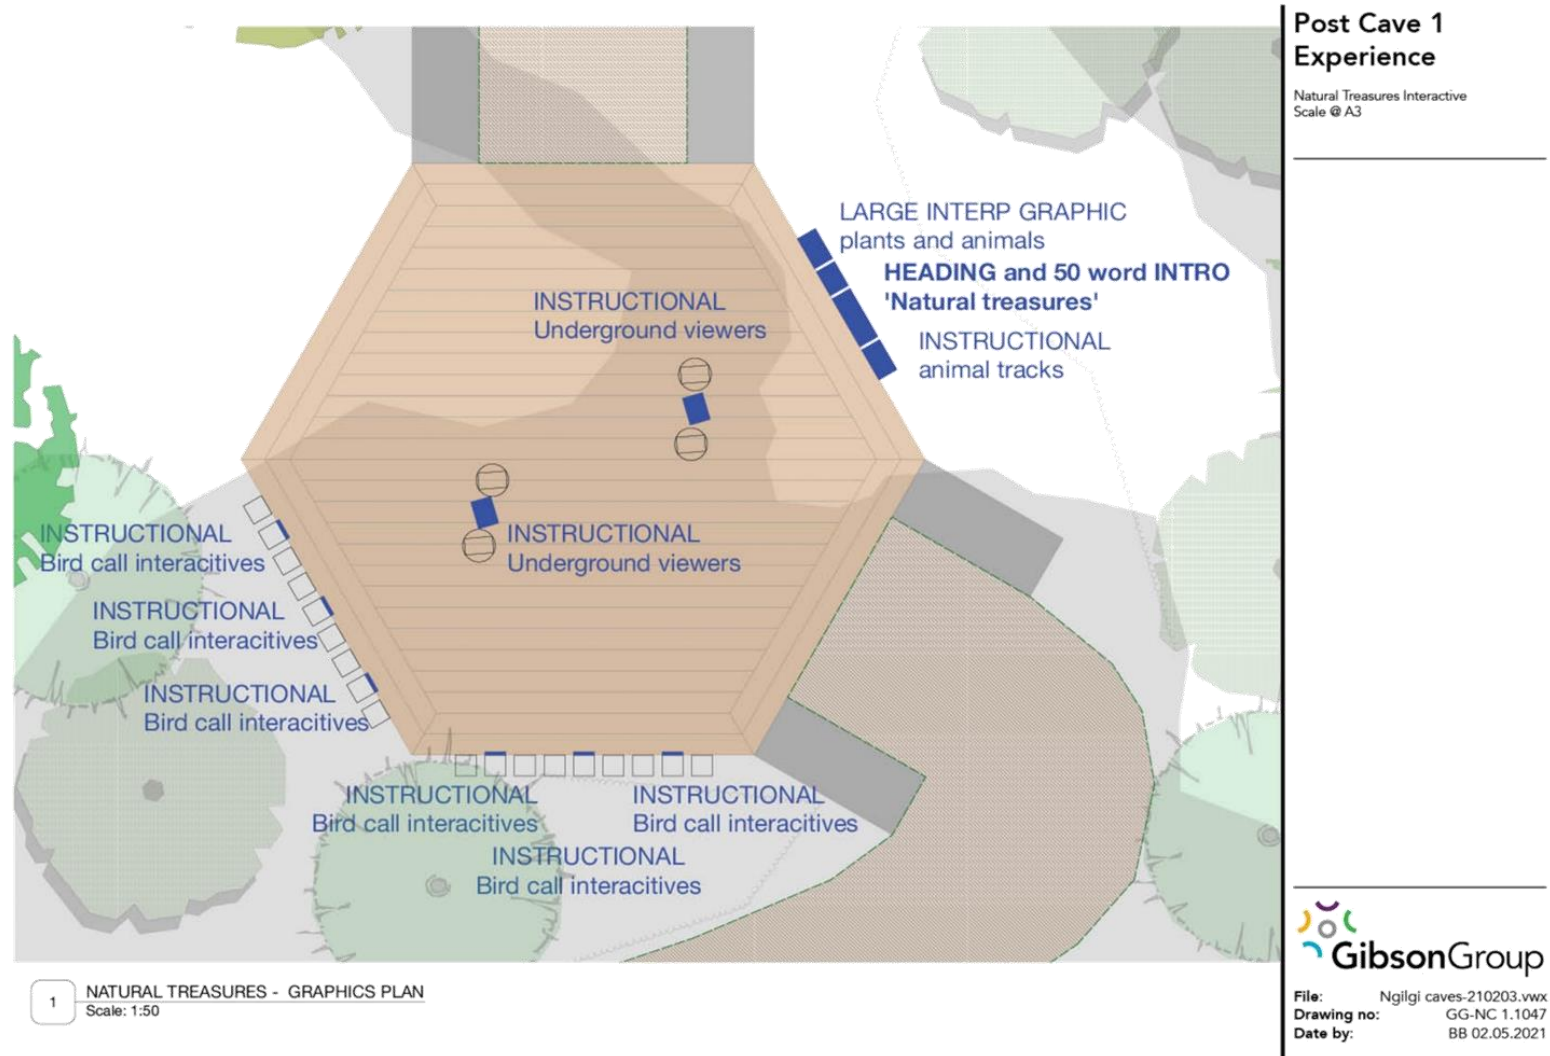 Post Cave 1
Experience
Natural Treasures Interactive
Scale @ A3
LARGE INTERP GRAPHIC
plants and animals
HEADING and 50 word INTRO
'Natural treasures'
INSTRUCTIONAL
animal tracks
INSTRUCTIONAL
Underground viewers
INSTRUCTIONAL
Underground viewers
INSTRUCTIONAL
Bird call interacitives
INSTRUCTIONAL
Bird call interacitives
INSTRUCTIONAL
Bird call interacitives
INSTRUCTIONAL
Bird call interacitives
INSTRUCTIONAL
Bird call interacitives
INSTRUCTIONAL
Bird call interacitives
1
NATURAL TREASURES - GRAPHICS PLAN
Scale: 1:50
GibsonGroup
File: Ngilgi caves-210203.vwx
Drawing no: GG-NC 1.1047
Date by: BB 02.05.2021